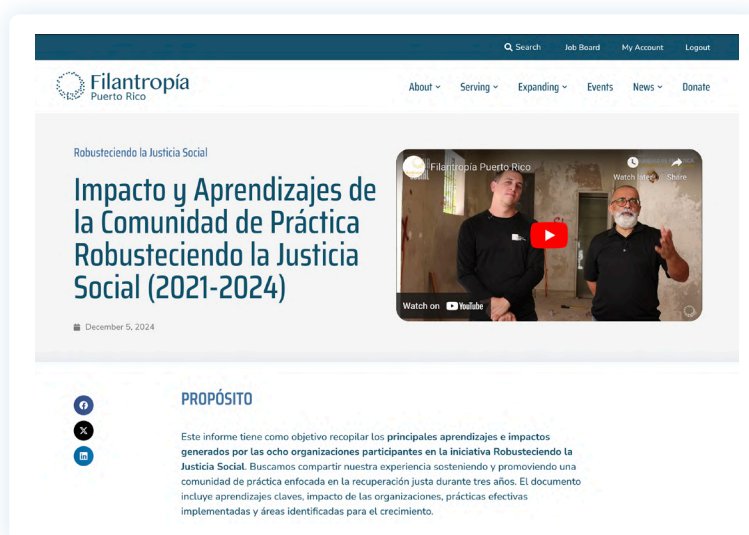 Search Job Board My Account Logout
Filantropía
Puerto Rico
About Serving Expanding Events News Donate
Robusteciendo la Justicia Social
Impacto y Aprendizajes de
la Comunidad de Práctica
Robusteciendo la Justicia
Social (2021-2024)
December 5, 2024
Filantropía Puerto Rico
Watch later Share
Watch on YouTube
PROPÓSITO
Este informe tiene como objetivo recopilar los principales aprendizajes e impactos
generados por las ocho organizaciones participantes en la iniciativa Robusteciendo la
Justicia Social. Buscamos compartir nuestra experiencia sosteniendo y promoviendo una
comunidad de práctica enfocada en la recuperación justa durante tres años. El documento
incluye aprendizajes claves, impacto de las organizaciones, prácticas efectivas
implementadas y áreas identificadas para el crecimiento.